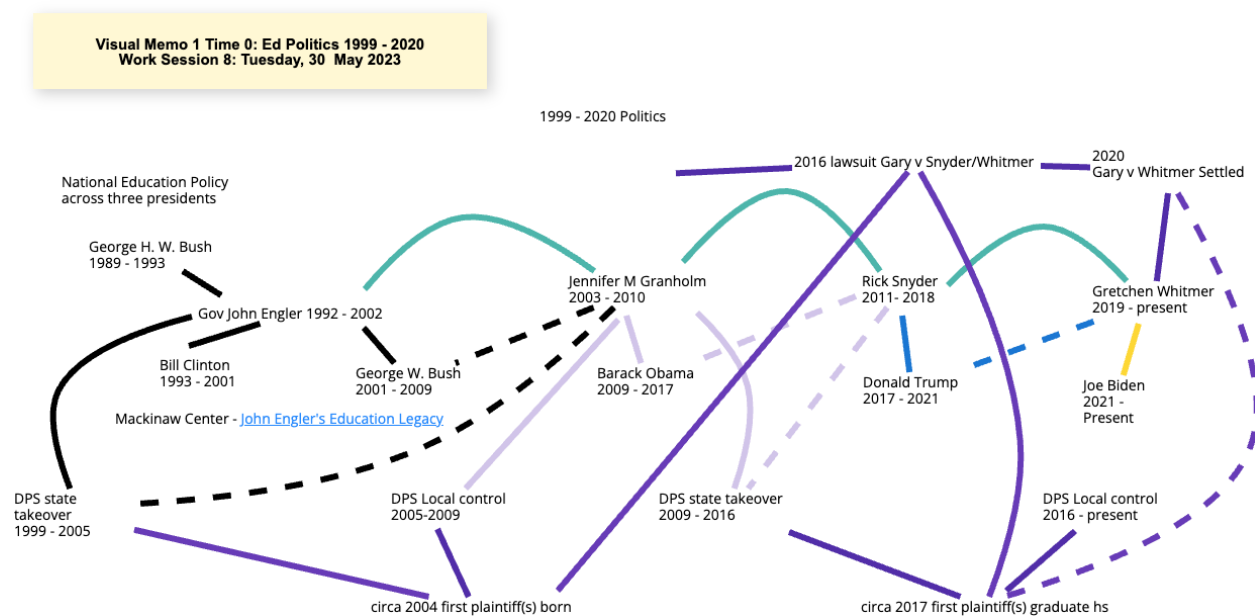 Visual Memo 1 Time 0: Ed Politics 1999 - 2020
Work Session 8: Tuesday, 30 May 2023
1999 - 2020 Politics
2016 lawsuit Gary v Snyder/Whitmer
2020
Gary v Whitmer Settled
National Education Policy
across three presidents
George H. W. Bush
1989 - 1993
Gov John Engler 1992 - 2002
Jennifer M Granholm
2003 - 2010
Rick Snyder
2011- 2018
Gretchen Whitmer
2019 - present
Bill Clinton
1993 - 2001
George W. Bush
2001 - 2009
Barack Obama
2009 - 2017
Donald Trump
2017 - 2021
Joe Biden
2021 -
Present
Mackinaw Center - John Engler's Education Legacy
DPS state
takeover
1999 - 2005
DPS Local control
2005-2009
DPS state takeover
2009 - 2016
DPS Local control
2016 - present
circa 2004 first plaintiff(s) born
circa 2017 first plaintiff(s) graduate hs